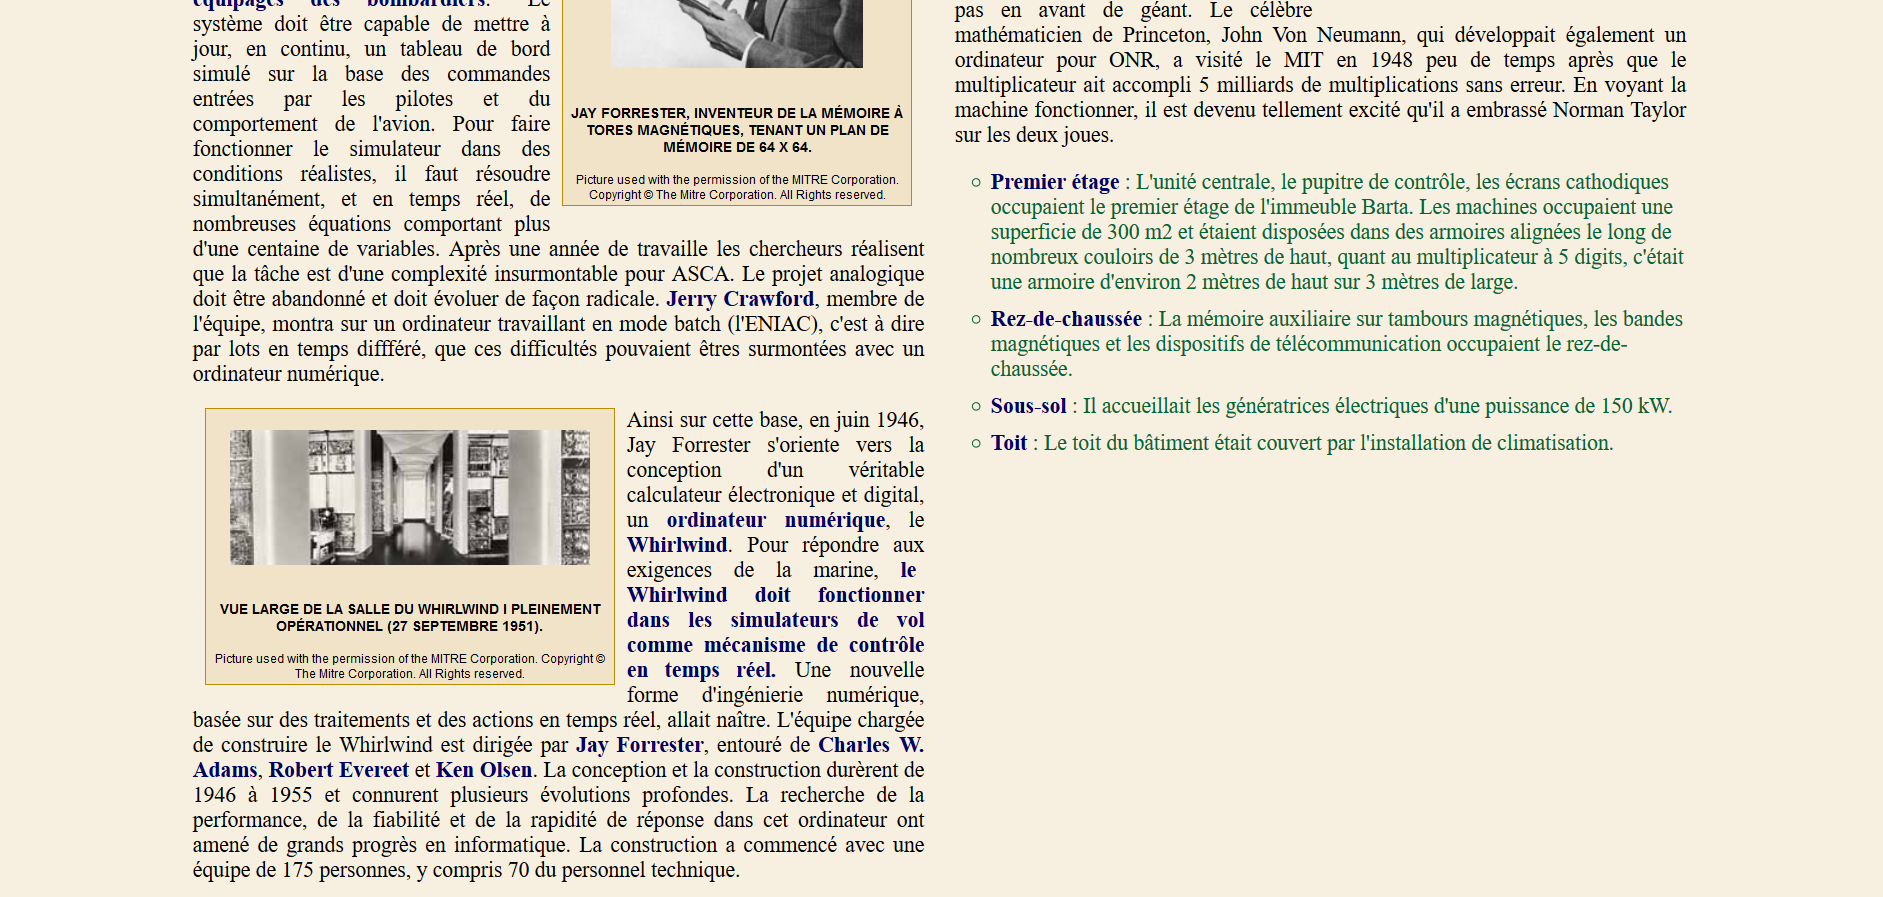 équipages des bombardiers. Le
système doit être capable de mettre à
jour, en continu, un tableau de bord
simulé sur la base des commandes
entrées par les pilotes et du
comportement de l'avion. Pour faire
fonctionner le simulateur dans des
conditions réalistes, il faut résoudre
simultanément, et en temps réel, de
nombreuses équations comportant plus
d'une centaine de variables. Après une année de travaille les chercheurs réalisent
que la tâche est d'une complexité insurmontable pour ASCA. Le projet analogique
doit être abandonné et doit évoluer de façon radicale. Jerry Crawford, membre de
l'équipe, montra sur un ordinateur travaillant en mode batch (l'ENIAC), c'est à dire
par lots en temps diffféré, que ces difficultés pouvaient êtres surmontées avec un
ordinateur numérique.
JAY FORRESTER, INVENTEUR DE LA MÉMOIRE À
TORES MAGNÉTIQUES, TENANT UN PLAN DE
MÉMOIRE DE 64 X 64.
Picture used with the permission of the MITRE Corporation.
Copyright © The Mitre Corporation. All Rights reserved.
VUE LARGE DE LA SALLE DU WHIRLWIND I PLEINEMENT
OPÉRATIONNEL (27 SEPTEMBRE 1951).
Picture used with the permission of the MITRE Corporation. Copyright ©
The Mitre Corporation. All Rights reserved.
Ainsi sur cette base, en juin 1946,
Jay Forrester s'oriente vers la
conception d'un véritable
calculateur électronique et digital,
un ordinateur numérique, le
Whirlwind. Pour répondre aux
exigences de la marine, le
Whirlwind doit fonctionner
dans les simulateurs de vol
comme mécanisme de contrôle
en temps réel. Une nouvelle
forme d'ingénierie numérique,
basée sur des traitements et des actions en temps réel, allait naître. L'équipe chargée
de construire le Whirlwind est dirigée par Jay Forrester, entouré de Charles W.
Adams, Robert Evereet et Ken Olsen. La conception et la construction durèrent de
1946 à 1955 et connurent plusieurs évolutions profondes. La recherche de la
performance, de la fiabilité et de la rapidité de réponse dans cet ordinateur ont
amené de grands progrès en informatique. La construction a commencé avec une
équipe de 175 personnes, y compris 70 du personnel technique.
pas en avant de géant. Le célèbre
mathématicien de Princeton, John Von Neumann, qui développait également un
ordinateur pour ONR, a visité le MIT en 1948 peu de temps après que le
multiplicateur ait accompli 5 milliards de multiplications sans erreur. En voyant la
machine fonctionner, il est devenu tellement excité qu'il a embrassé Norman Taylor
sur les deux joues.
Premier étage : L'unité centrale, le pupitre de contrôle, les écrans cathodiques
occupaient le premier étage de l'immeuble Barta. Les machines occupaient une
superficie de 300 m2 et étaient disposées dans des armoires alignées le long de
nombreux couloirs de 3 mètres de haut, quant au multiplicateur à 5 digits, c'était
une armoire d'environ 2 mètres de haut sur 3 mètres de large.
Rez-de-chaussée : La mémoire auxiliaire sur tambours magnétiques, les bandes
magnétiques et les dispositifs de télécommunication occupaient le rez-de-
chaussée.
Sous-sol : Il accueillait les génératrices électriques d'une puissance de 150 kW.
Toit : Le toit du bâtiment était couvert par l'installation de climatisation.